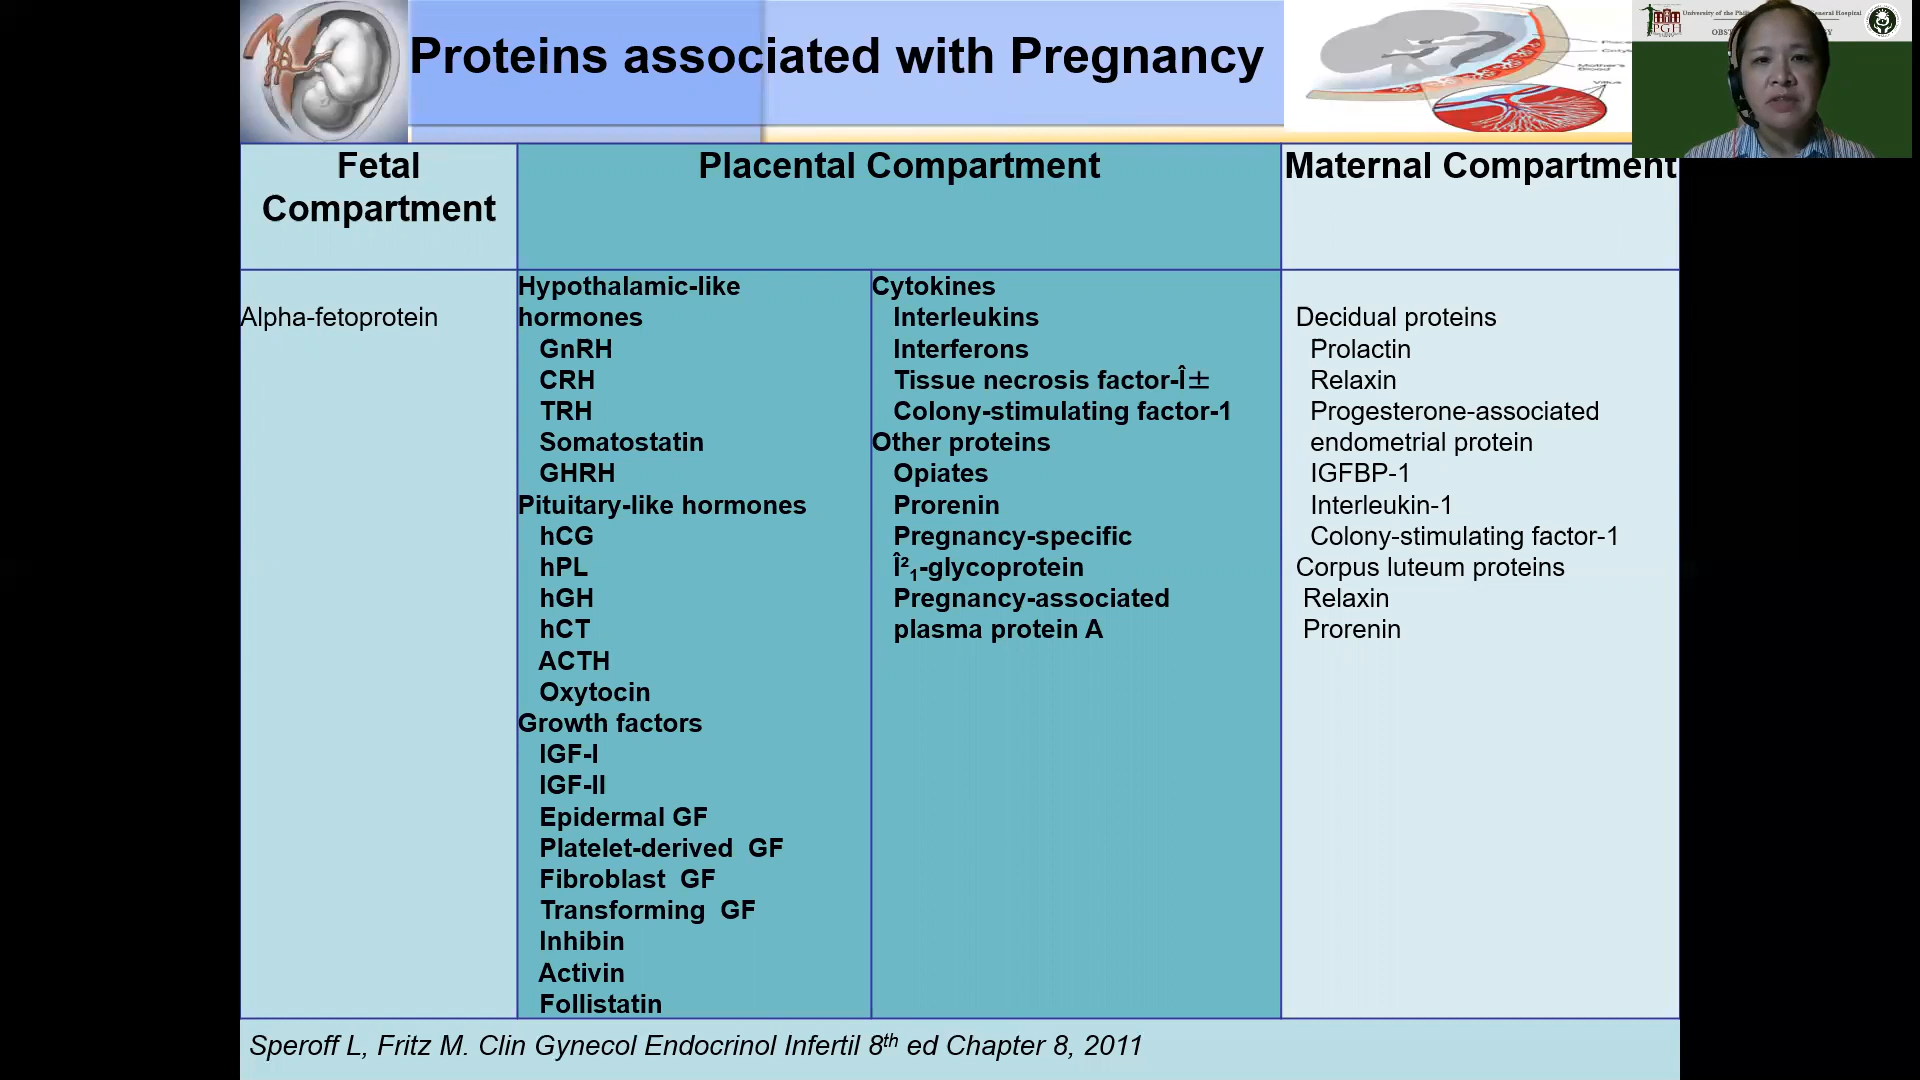 Proteins associated with Pregnancy
PGH
General Hospital
Villus
Fetal
Compartment
Placental Compartment
Maternal Compartment
Alpha-fetoprotein
Hypothalamic-like
hormones
GnRH
CRH
TRH
Somatostatin
GHRH
Pituitary-like hormones
hCG
hPL
hGH
hCT
ACTH
Oxytocin
Growth factors
IGF-I
IGF-II
Epidermal GF
Platelet-derived GF
Fibroblast GF
Transforming GF
Inhibin
Activin
Follistatin
Cytokines
Interleukins
Interferons
Tissue necrosis factor-Î±
Colony-stimulating factor-1
Other proteins
Opiates
Prorenin
Pregnancy-specific
Î²₁-glycoprotein
Pregnancy-associated
plasma protein A
Decidual proteins
Prolactin
Relaxin
Progesterone-associated
endometrial protein
IGFBP-1
Interleukin-1
Colony-stimulating factor-1
Corpus luteum proteins
Relaxin
Prorenin
Speroff L, Fritz M. Clin Gynecol Endocrinol Infertil 8th ed Chapter 8, 2011